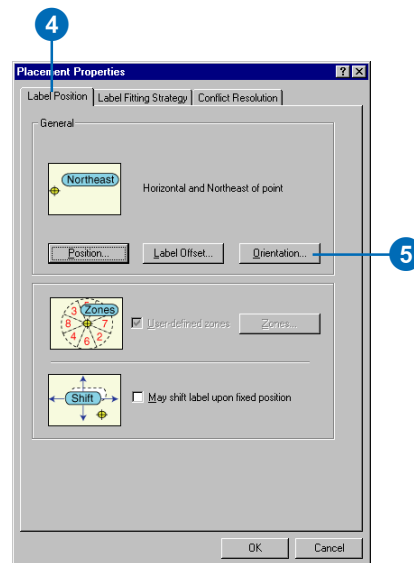 4
Placement Properties
Label Position Label Fitting Strategy Conflict Resolution
General
Northeast
Horizontal and Northeast of point
Position... Label Offset... Orientation...
5
Zones
3 5 8 7 4 6 2
User-defined zones Zones...
Shift
May shift label upon fixed position
OK Cancel